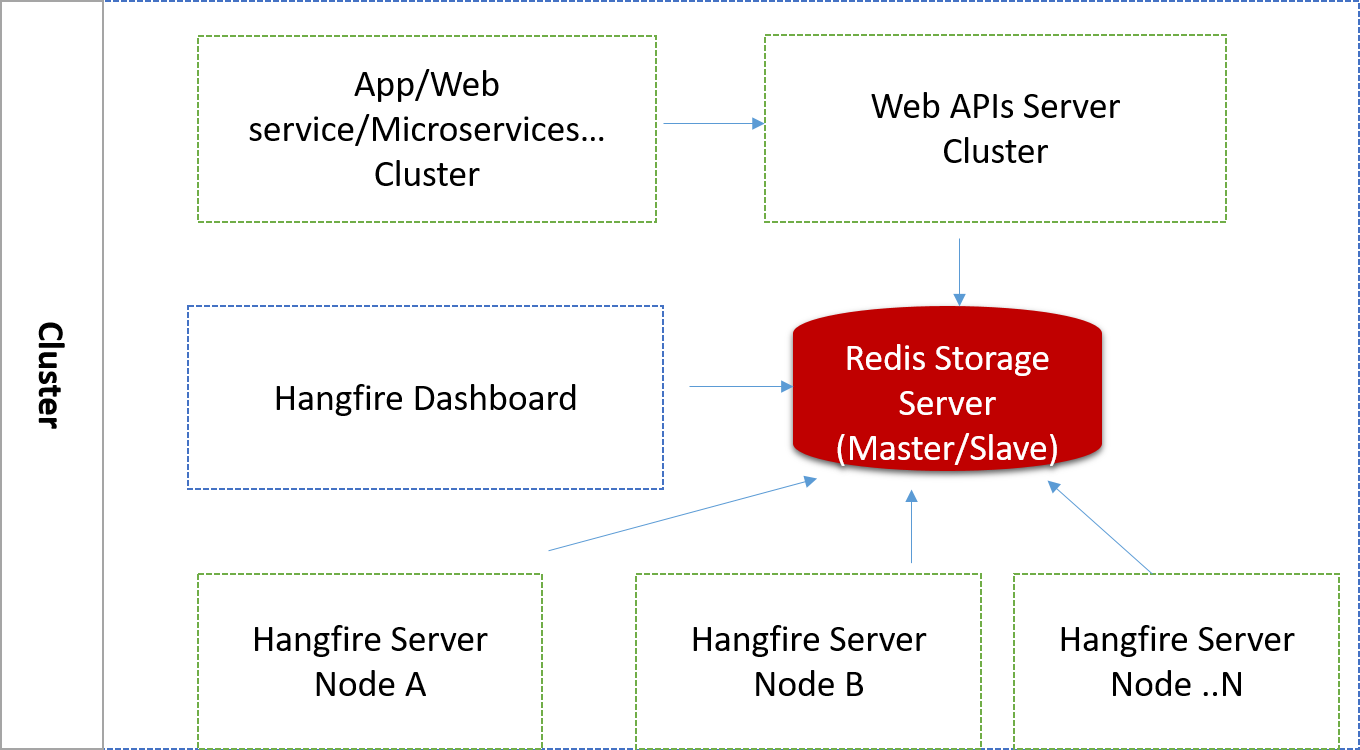 Cluster
App/Web
service/Microservices...
Cluster
Web APIs Server
Cluster
Hangfire Dashboard
Redis Storage
Server
(Master/Slave)
Hangfire Server
Node A
Hangfire Server
Node B
Hangfire Server
Node ..N